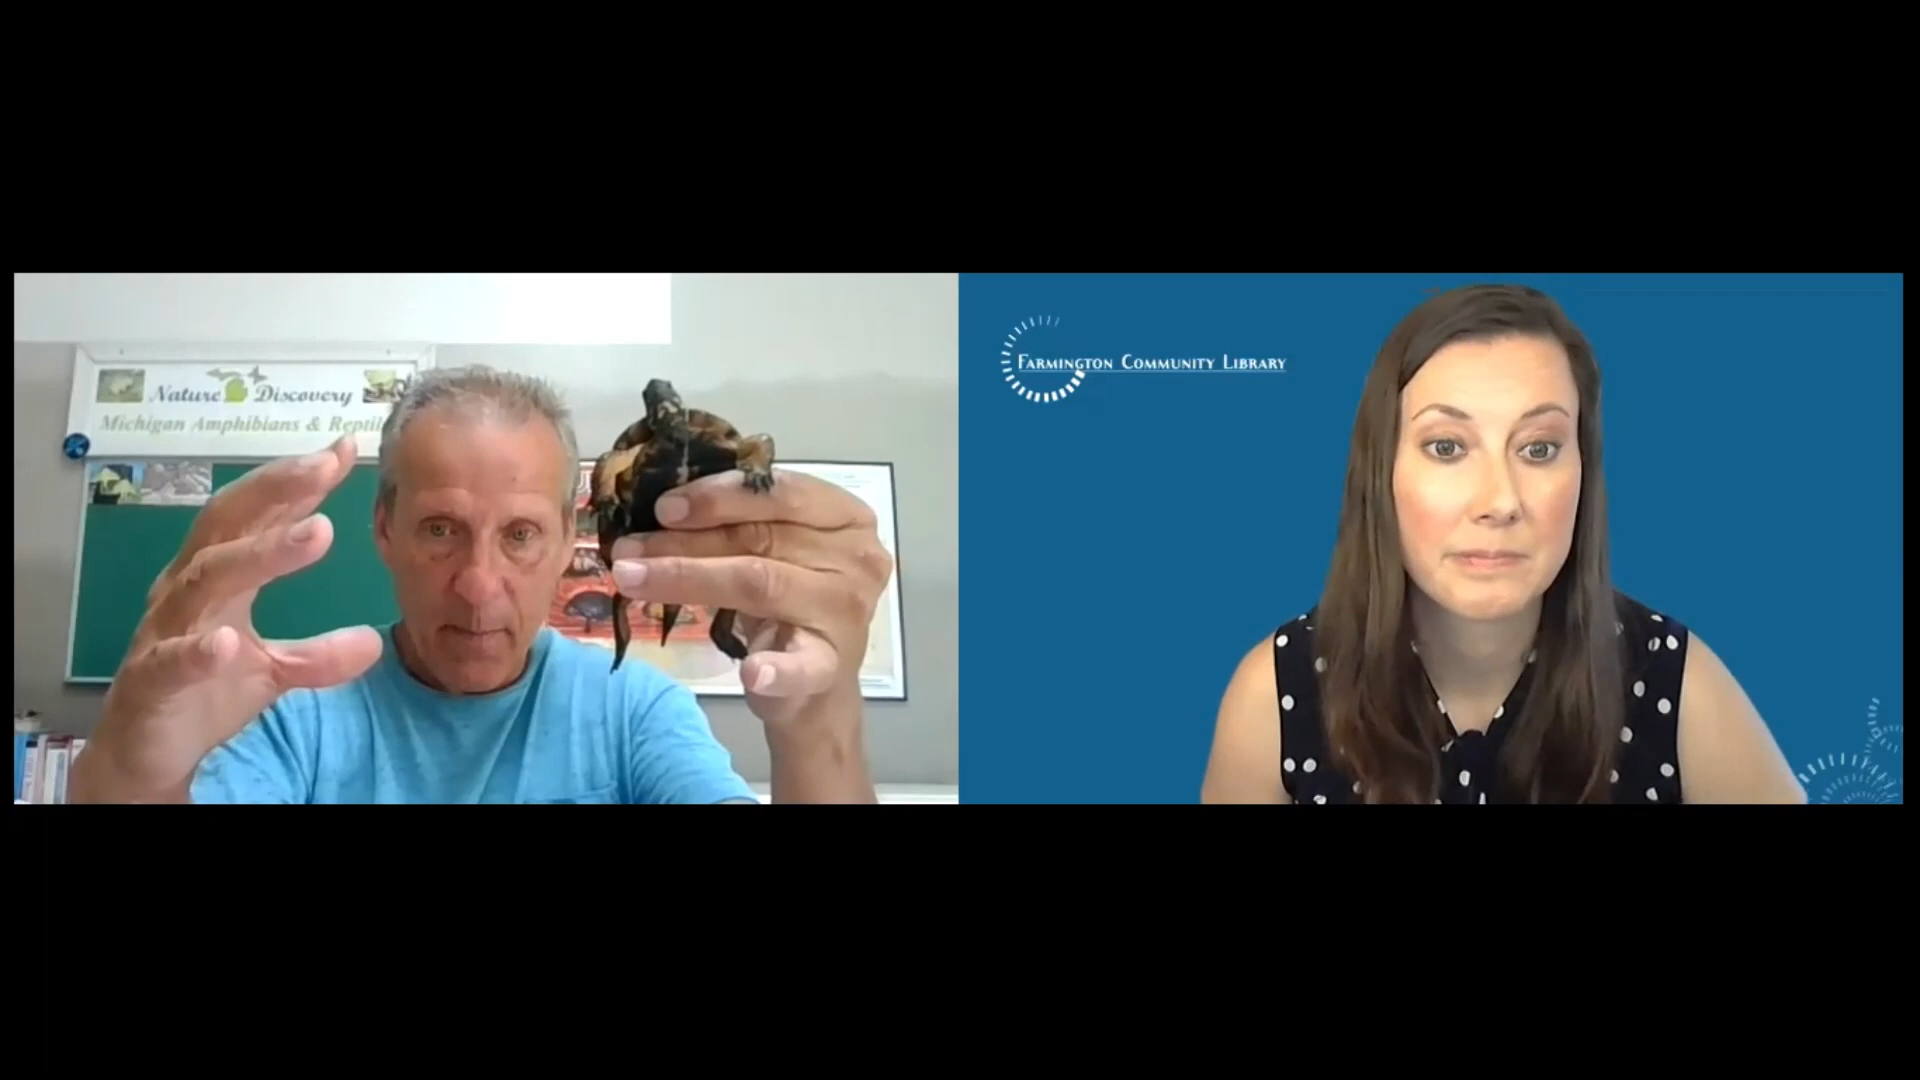 Nature Discovery
Michigan Amphibians & Reptil
Farmington Community Library